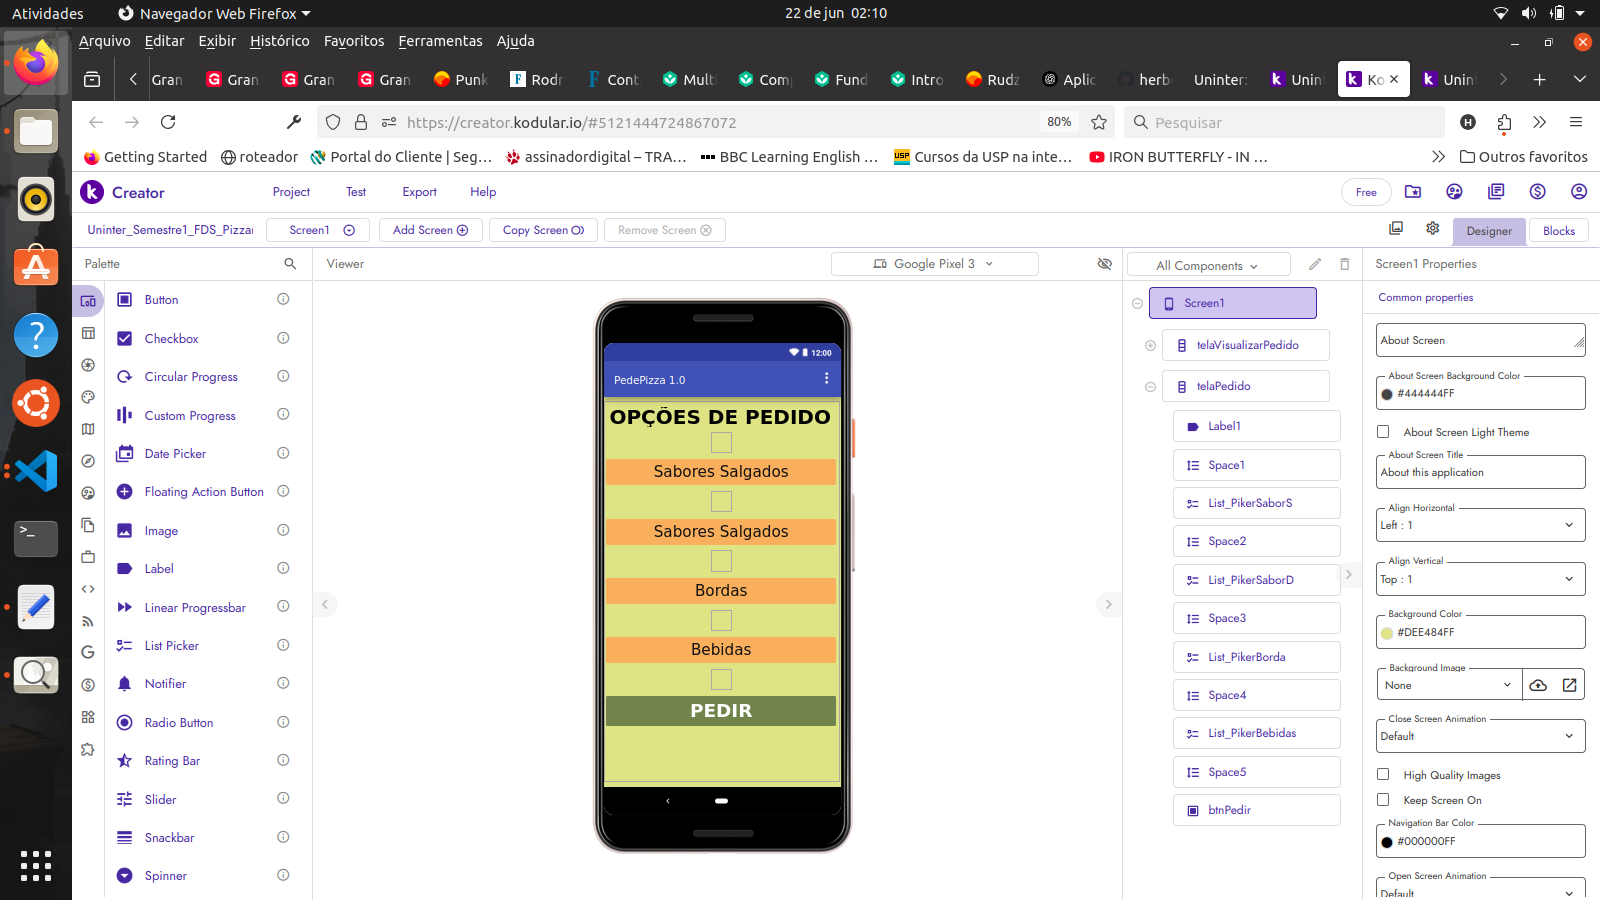 Atividades
Navegador Web Firefox
22 de jun 02:10
Arquivo Editar Exibir Histórico Favoritos Ferramentas Ajuda
Gran
Gran
Gran
Gran
Punk
Rodr
Cont
Multi
Comp
Fund
Intro
Rudz
Aplic
herb
Uninter:
Unin
Ko
Unin
https://creator.kodular.io/#5121444724867072
80%
Pesquisar
Getting Started
roteador
Portal do Cliente | Seg...
assinadordigital – TRA...
BBC Learning English ...
Cursos da USP na inte...
IRON BUTTERFLY - IN ...
Outros favoritos
Creator
Project Test Export Help
Free
Uninter_Semestre1_FDS_Pizzar
Screen1
Add Screen
Copy Screen
Remove Screen
Designer
Blocks
Palette
Button
Checkbox
Circular Progress
Custom Progress
Date Picker
Floating Action Button
Image
Label
Linear Progressbar
List Picker
Notifier
Radio Button
Rating Bar
Slider
Snackbar
Spinner
Viewer
Google Pixel 3
12:00
PedePizza 1.0
OPÇÕES DE PEDIDO
Sabores Salgados
Sabores Salgados
Bordas
Bebidas
PEDIR
All Components
Screen1
telaVisualizarPedido
telaPedido
Label1
Space1
List_PikerSaborS
Space2
List_PikerSaborD
Space3
List_PikerBorda
Space4
List_PikerBebidas
Space5
btnPedir
Screen1 Properties
Common properties
About Screen
About Screen Background Color
#444444FF
About Screen Light Theme
About Screen Title
About this application
Align Horizontal
Left : 1
Align Vertical
Top : 1
Background Color
#DEE484FF
Background Image
None
Close Screen Animation
Default
High Quality Images
Keep Screen On
Navigation Bar Color
#000000FF
Open Screen Animation
Default